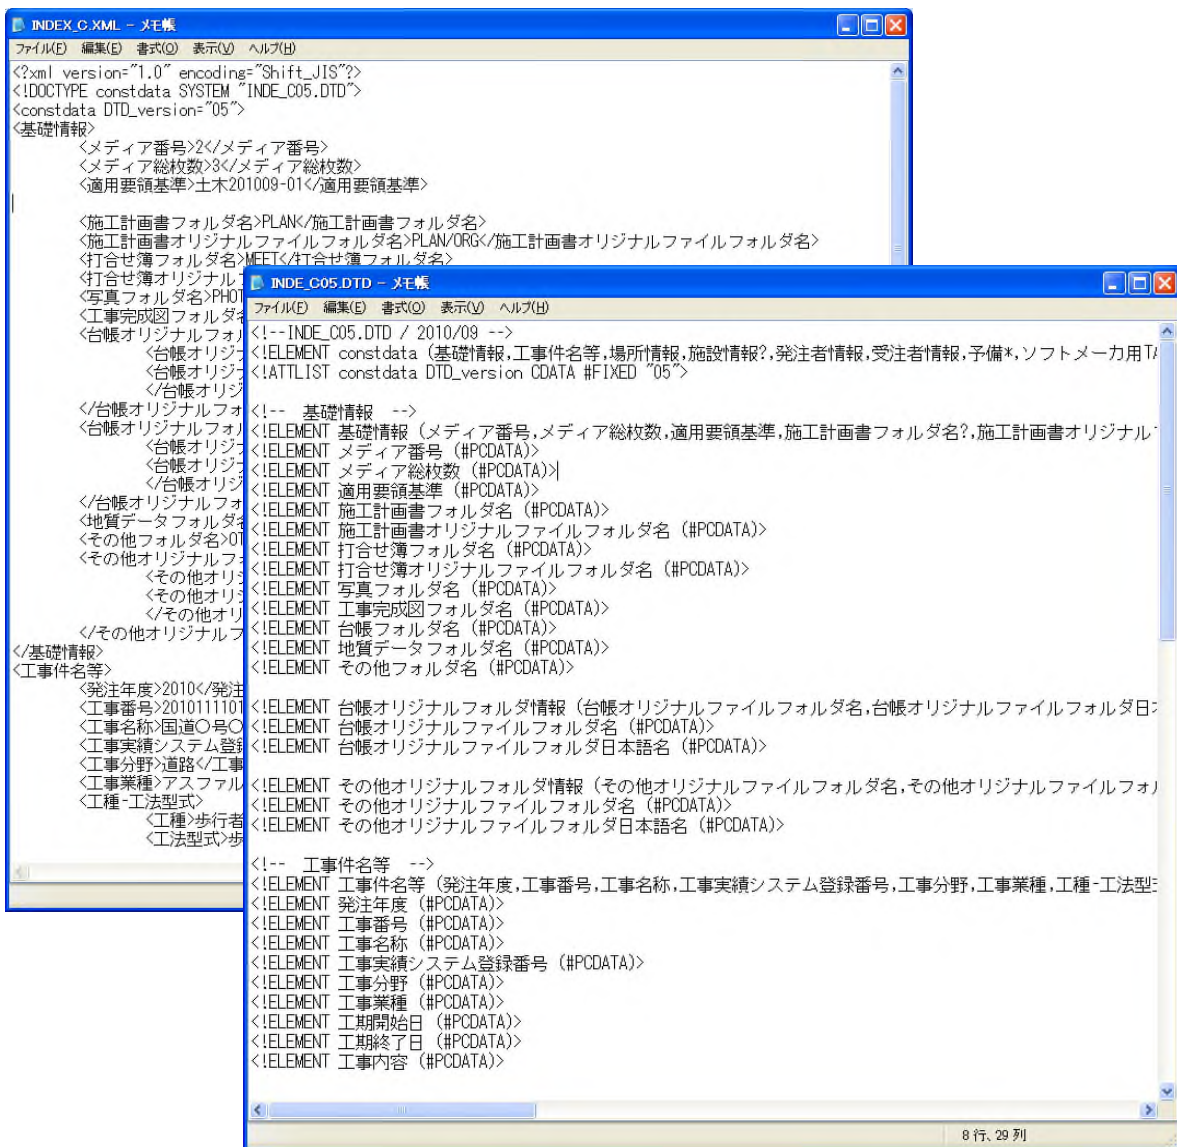 INDEX_C.XML - メモ帳
ファイル(F) 編集(E) 書式(O) 表示(V) ヘルプ(H)
<?xml version="1.0" encoding="Shift_JIS"?>
<!DOCTYPE constdata SYSTEM "INDE_C05.DTD">
<constdata DTD_version="05">
<基礎情報>
<メディア番号>2</メディア番号>
<メディア総枚数>3</メディア総枚数>
<適用要領基準>土木201009-01</適用要領基準>
<施工計画書フォルダ名>PLAN</施工計画書フォルダ名>
<施工計画書オリジナルファイルフォルダ名>PLAN/ORG</施工計画書オリジナルファイルフォルダ名>
<打合せ簿フォルダ名>MEET</打合せ簿フォルダ名>
<打合せ簿オリジナル
<写真フォルダ名>PHOT
<工事完成図フォルダ名
<台帳オリジナルフォル
<台帳オリジナ
<台帳オリジナ
</台帳オリジ
</台帳オリジナルフォ
<台帳オリジナルフォル
<台帳オリジナ
<台帳オリジナ
</台帳オリジ
</台帳オリジナルフォ
<地質データフォルダ名
<その他フォルダ名>OT
<その他オリジナルフォ
<その他オリジ
<その他オリジ
</その他オリ
</その他オリジナルフ
</基礎情報>
<工事件名等>
<発注年度>2010</発注
<工事番号>2010111101
<工事名称>国道○号○
<工事実績システム登録
<工事分野>道路</工事
<工事業種>アスファル
<工種-工法型式>
<工種>歩行者
<工法型式>歩
INDE_C05.DTD - メモ帳
ファイル(F) 編集(E) 書式(O) 表示(V) ヘルプ(H)
<!--INDE_C05.DTD / 2010/09 -->
<!ELEMENT constdata (基礎情報,工事件名等,場所情報,施設情報?,発注者情報,受注者情報,予備*,ソフトメーカ用TA
<!ATTLIST constdata DTD_version CDATA #FIXED "05">
<!-- 基礎情報 -->
<!ELEMENT 基礎情報 (メディア番号,メディア総枚数,適用要領基準,施工計画書フォルダ名?,施工計画書オリジナル
<!ELEMENT メディア番号 (#PCDATA)>
<!ELEMENT メディア総枚数 (#PCDATA)>
<!ELEMENT 適用要領基準 (#PCDATA)>
<!ELEMENT 施工計画書フォルダ名 (#PCDATA)>
<!ELEMENT 施工計画書オリジナルファイルフォルダ名 (#PCDATA)>
<!ELEMENT 打合せ簿フォルダ名 (#PCDATA)>
<!ELEMENT 打合せ簿オリジナルファイルフォルダ名 (#PCDATA)>
<!ELEMENT 写真フォルダ名 (#PCDATA)>
<!ELEMENT 工事完成図フォルダ名 (#PCDATA)>
<!ELEMENT 台帳フォルダ名 (#PCDATA)>
<!ELEMENT 地質データフォルダ名 (#PCDATA)>
<!ELEMENT その他フォルダ名 (#PCDATA)>
<!ELEMENT 台帳オリジナルフォルダ情報 (台帳オリジナルファイルフォルダ名,台帳オリジナルファイルフォルダ日
<!ELEMENT 台帳オリジナルファイルフォルダ名 (#PCDATA)>
<!ELEMENT 台帳オリジナルファイルフォルダ日本語名 (#PCDATA)>
<!ELEMENT その他オリジナルフォルダ情報 (その他オリジナルファイルフォルダ名,その他オリジナルファイルフォル
<!ELEMENT その他オリジナルファイルフォルダ名 (#PCDATA)>
<!ELEMENT その他オリジナルファイルフォルダ日本語名 (#PCDATA)>
<!-- 工事件名等 -->
<!ELEMENT 工事件名等 (発注年度,工事番号,工事名称,工事実績システム登録番号,工事分野,工事業種,工種-工法型式
<!ELEMENT 発注年度 (#PCDATA)>
<!ELEMENT 工事番号 (#PCDATA)>
<!ELEMENT 工事名称 (#PCDATA)>
<!ELEMENT 工事実績システム登録番号 (#PCDATA)>
<!ELEMENT 工事分野 (#PCDATA)>
<!ELEMENT 工事業種 (#PCDATA)>
<!ELEMENT 工期開始日 (#PCDATA)>
<!ELEMENT 工期終了日 (#PCDATA)>
<!ELEMENT 工事内容 (#PCDATA)>
8 行、29 列